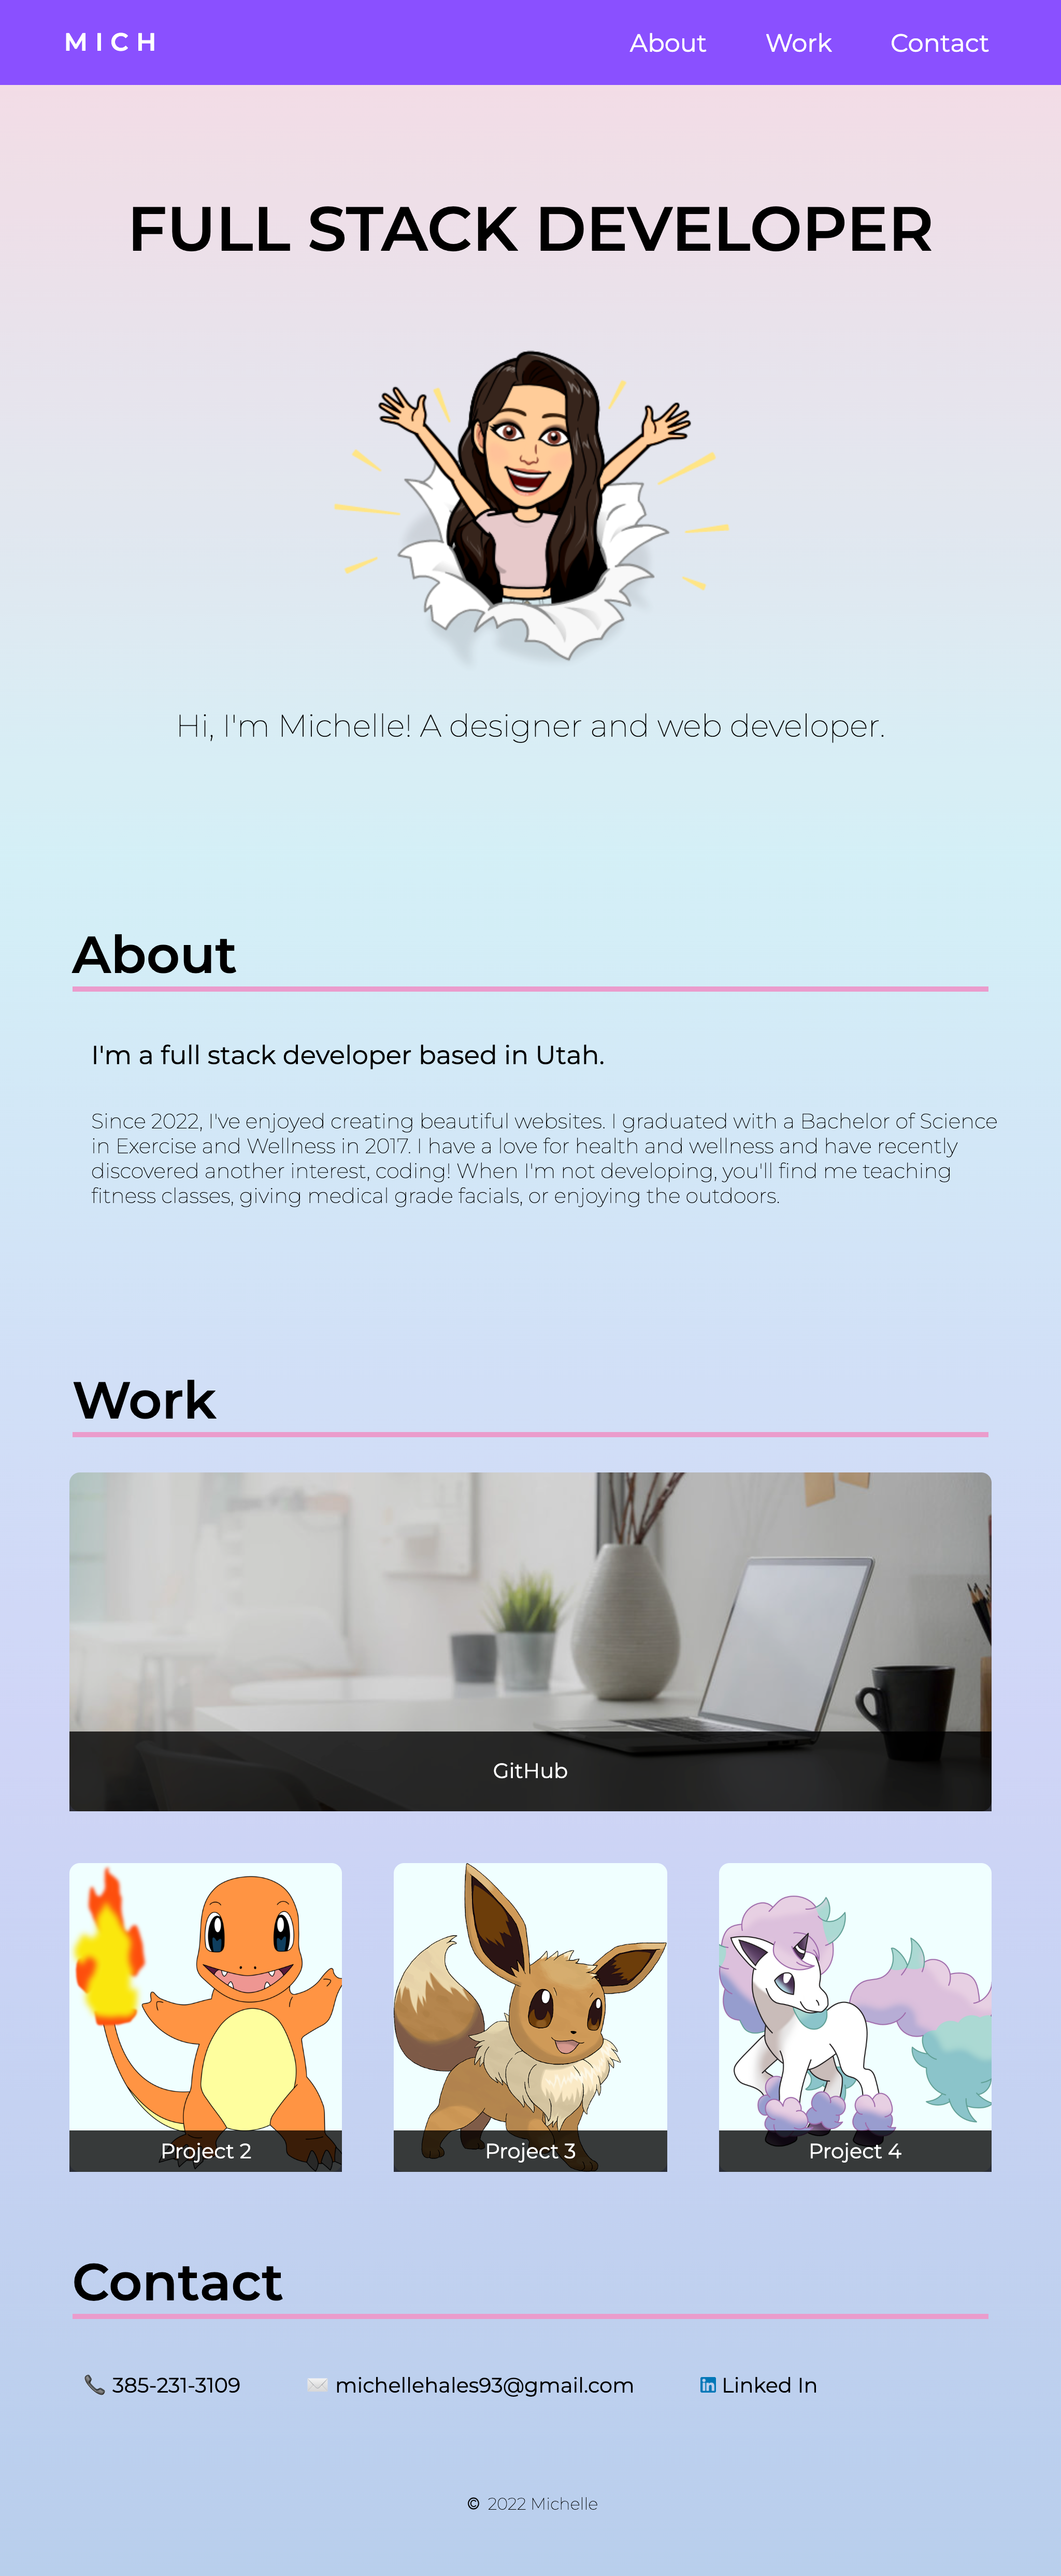 MICH
About Work Contact
FULL STACK DEVELOPER
Hi, I'm Michelle! A designer and web developer.
About
I'm a full stack developer based in Utah.
Since 2022, I've enjoyed creating beautiful websites. I graduated with a Bachelor of Science
in Exercise and Wellness in 2017. I have a love for health and wellness and have recently
discovered another interest, coding! When I'm not developing, you'll find me teaching
fitness classes, giving medical grade facials, or enjoying the outdoors.
Work
GitHub
Project 2
Project 3
Project 4
Contact
385-231-3109
michellehales93@gmail.com
in Linked In
© 2022 Michelle